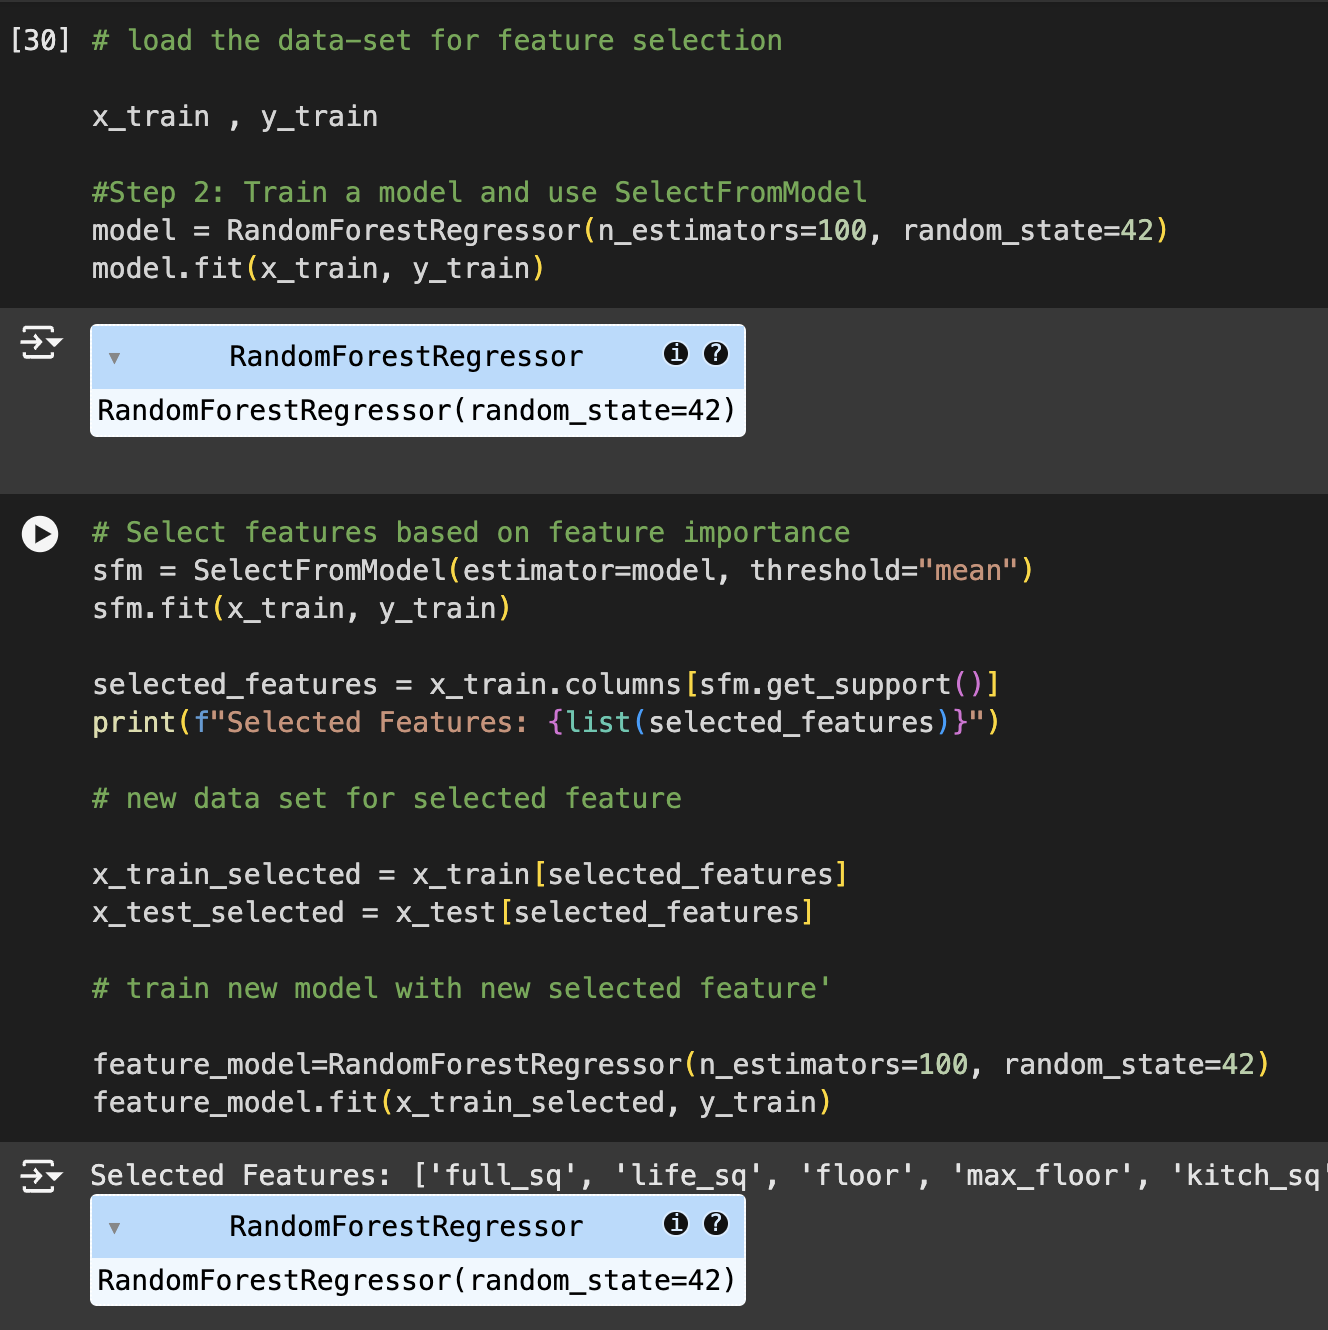 [30] # load the data-set for feature selection
x_train , y_train
#Step 2: Train a model and use SelectFromModel
model = RandomForestRegressor(n_estimators=100, random_state=42)
model.fit(x_train, y_train)
RandomForestRegressor
RandomForestRegressor(random_state=42)
# Select features based on feature importance
sfm = SelectFromModel(estimator=model, threshold="mean")
sfm.fit(x_train, y_train)
selected_features = x_train.columns[sfm.get_support()]
print(f"Selected Features: {list(selected_features)}")
# new data set for selected feature
x_train_selected = x_train[selected_features]
x_test_selected = x_test[selected_features]
# train new model with new selected feature'
feature_model=RandomForestRegressor(n_estimators=100, random_state=42)
feature_model.fit(x_train_selected, y_train)
Selected Features: ['full_sq', 'life_sq', 'floor', 'max_floor', 'kitch_sq'
RandomForestRegressor
RandomForestRegressor(random_state=42)